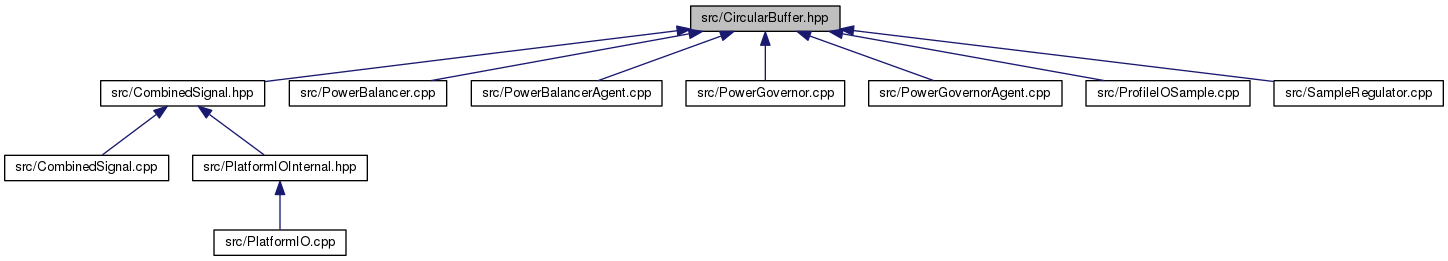 src/CircularBuffer.hpp
src/CombinedSignal.hpp
src/PowerBalancer.cpp
src/PowerBalancerAgent.cpp
src/PowerGovernor.cpp
src/PowerGovernorAgent.cpp
src/ProfileIOSample.cpp
src/SampleRegulator.cpp
src/CombinedSignal.cpp
src/PlatformIOInternal.hpp
src/PlatformIO.cpp